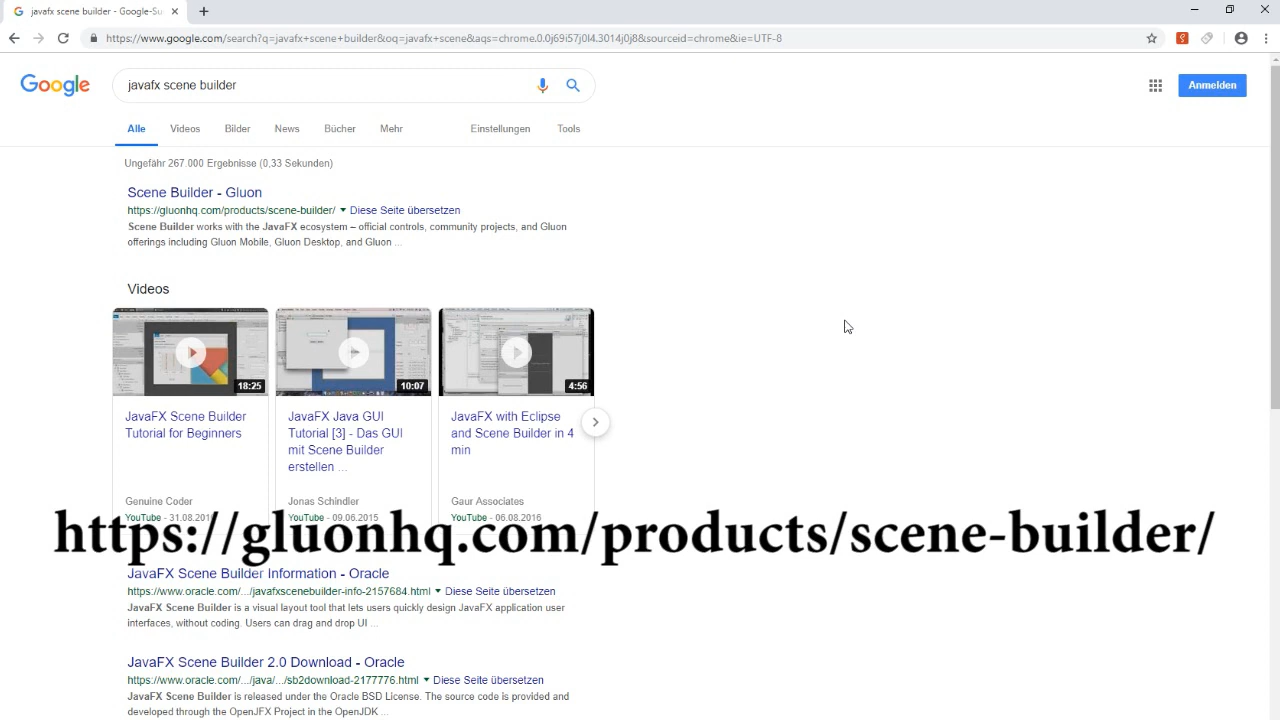 javafx scene builder - Google-Su
https://www.google.com/search?q=javafx+scene+builder&oq=javafx+scene&aqs=chrome.0.0j69i57j0l4.3014j0j8&sourceid=chrome&ie=UTF-8
Google
javafx scene builder
Anmelden
Alle Videos Bilder News Bücher Mehr Einstellungen Tools
Ungefähr 267.000 Ergebnisse (0,33 Sekunden)
Scene Builder - Gluon
https://gluonhq.com/products/scene-builder/ Diese Seite übersetzen
Scene Builder works with the JavaFX ecosystem – official controls, community projects, and Gluon
offerings including Gluon Mobile, Gluon Desktop, and Gluon ...
Videos
18:25
JavaFX Scene Builder
Tutorial for Beginners
Genuine Coder
YouTube - 31.08.201
10:07
JavaFX Java GUI
Tutorial [3] - Das GUI
mit Scene Builder
erstellen ...
Jonas Schindler
YouTube - 09.06.2015
4:56
JavaFX with Eclipse
and Scene Builder in 4
min
Gaur Associates
YouTube - 06.08.2016
https://gluonhq.com/products/scene-builder/
JavaFX Scene Builder Information - Oracle
https://www.oracle.com/.../javafxscenebuilder-info-2157684.html Diese Seite übersetzen
JavaFX Scene Builder is a visual layout tool that lets users quickly design JavaFX application user
interfaces, without coding. Users can drag and drop UI ...
JavaFX Scene Builder 2.0 Download - Oracle
https://www.oracle.com/.../java/.../sb2download-2177776.html Diese Seite übersetzen
JavaFX Scene Builder is released under the Oracle BSD License. The source code is provided and
developed through the OpenJFX Project in the OpenJDK ...